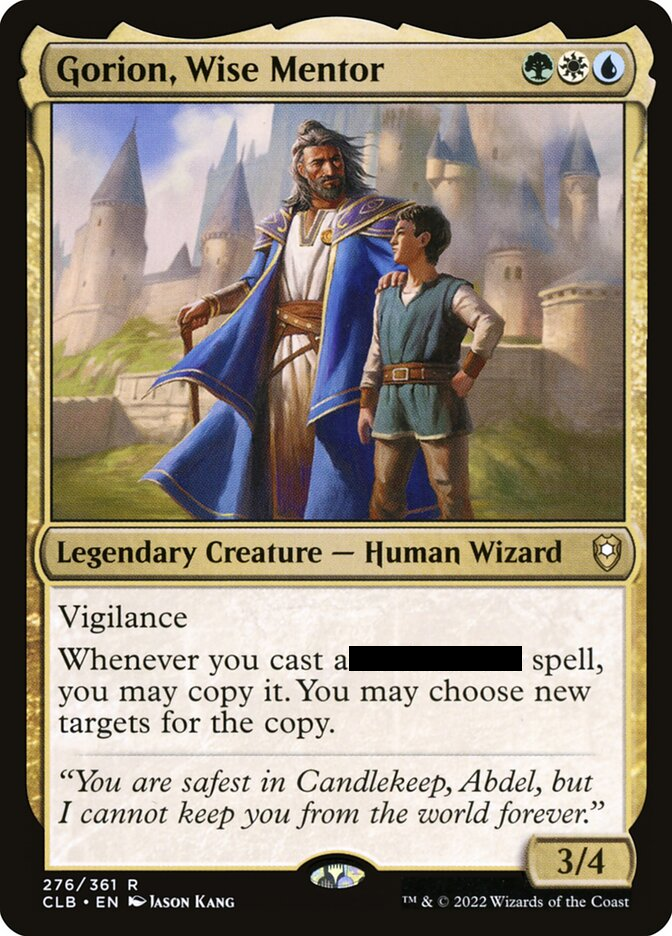 Gorion, Wise Mentor
Legendary Creature — Human Wizard
Vigilance
Whenever you cast a spell,
you may copy it. You may choose new
targets for the copy.
“You are safest in Candlekeep, Abdel, but
I cannot keep you from the world forever.”
3/4
276/361 R
CLB • EN Jason Kang
™ & © 2022 Wizards of the Coast